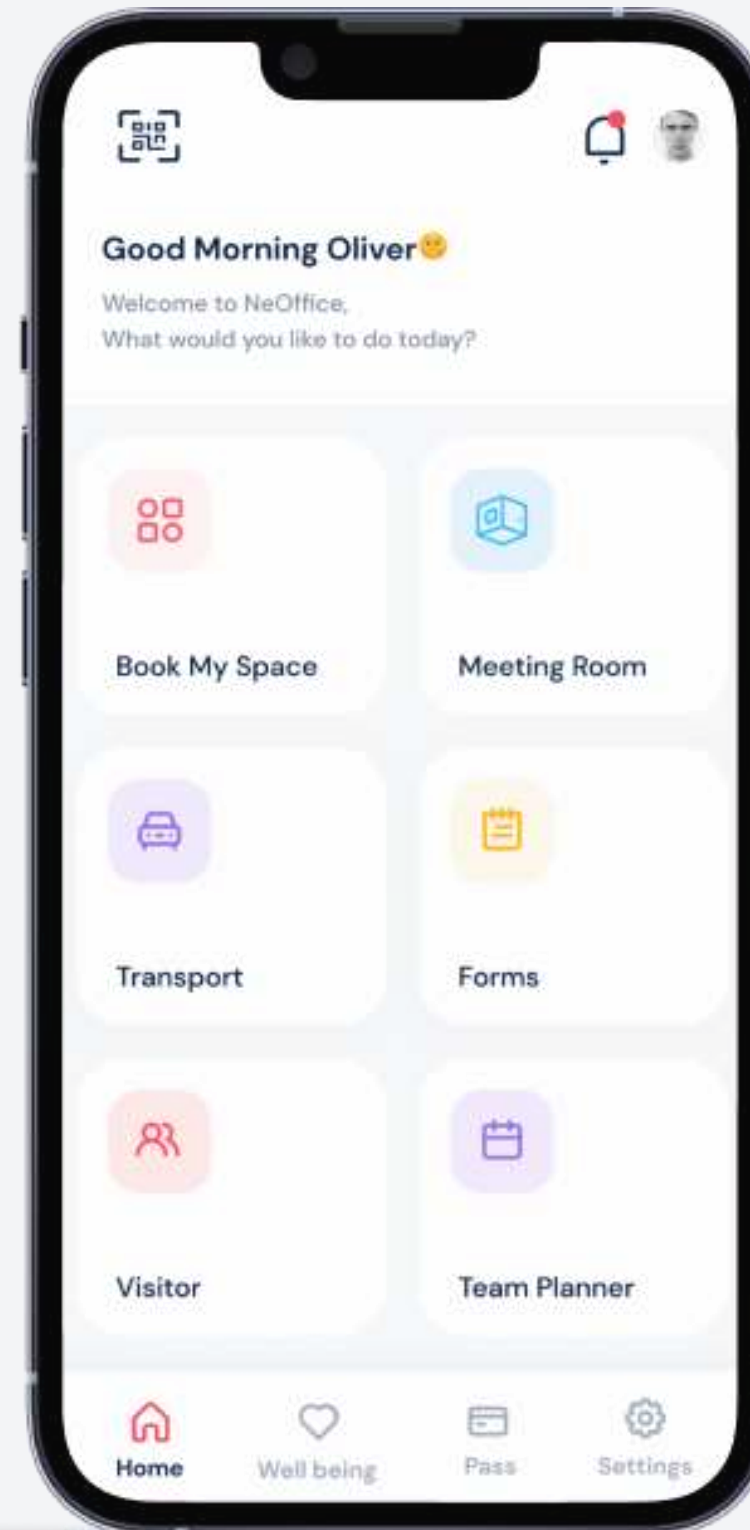 Good Morning Oliver🙂
Welcome to NeOffice,
What would you like to do today?
Book My Space
Meeting Room
Transport
Forms
Visitor
Team Planner
Home
Well being
Pass
Settings